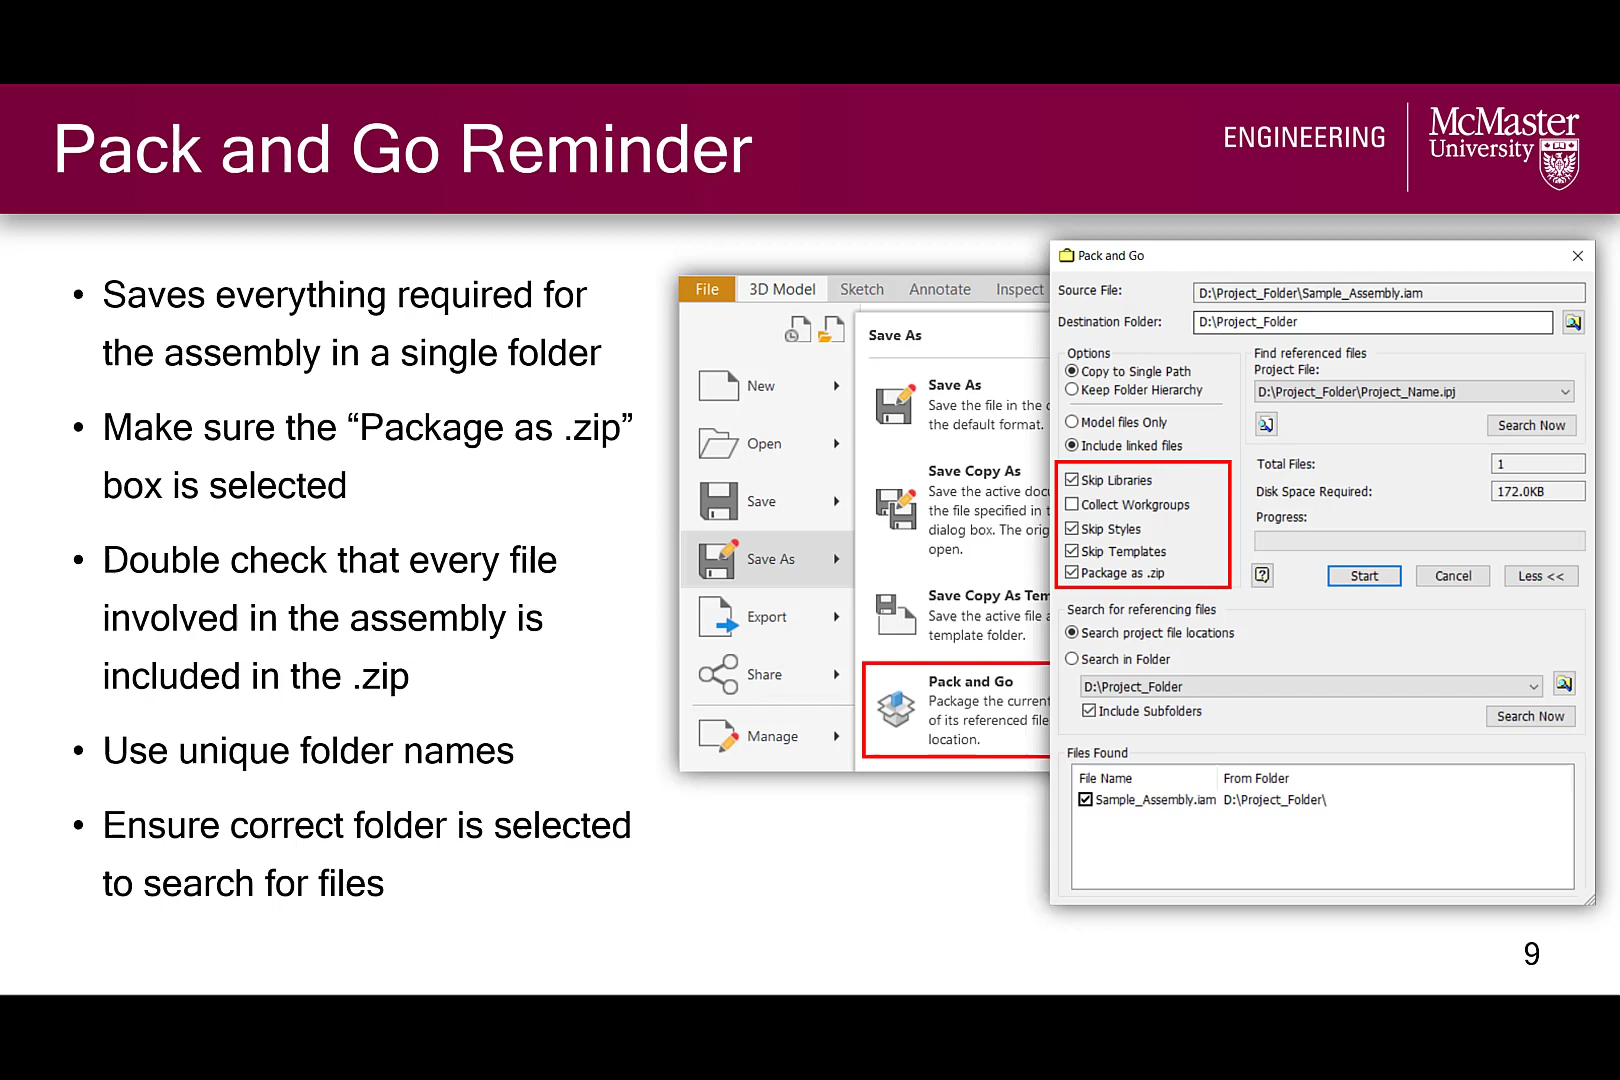 Pack and Go Reminder
ENGINEERING
McMaster
University
• Saves everything required for
the assembly in a single folder
• Make sure the “Package as .zip”
box is selected
• Double check that every file
involved in the assembly is
included in the .zip
• Use unique folder names
• Ensure correct folder is selected
to search for files
File 3D Model Sketch Annotate Inspect
New
Open
Save
Save As
Export
Share
Manage
Save As
Save As
Save the file in the
the default format.
Save Copy As
Save the active doc
the file specified in
dialog box. The orig
open.
Save Copy As Tem
Save the active file
template folder.
Pack and Go
Package the current
of its referenced file
location.
Pack and Go
Source File: D:\Project_Folder\Sample_Assembly.iam
Destination Folder: D:\Project_Folder
Options
Copy to Single Path
Keep Folder Hierarchy
Model files Only
Include linked files
Skip Libraries
Collect Workgroups
Skip Styles
Skip Templates
Package as .zip
Find referenced files
Project File:
D:\Project_Folder\Project_Name.ipj
Search Now
Total Files: 1
Disk Space Required: 172.0KB
Progress:
Start Cancel Less <<
Search for referencing files
Search project file locations
Search in Folder
D:\Project_Folder
Include Subfolders
Search Now
Files Found
File Name From Folder
Sample_Assembly.iam D:\Project_Folder\
9